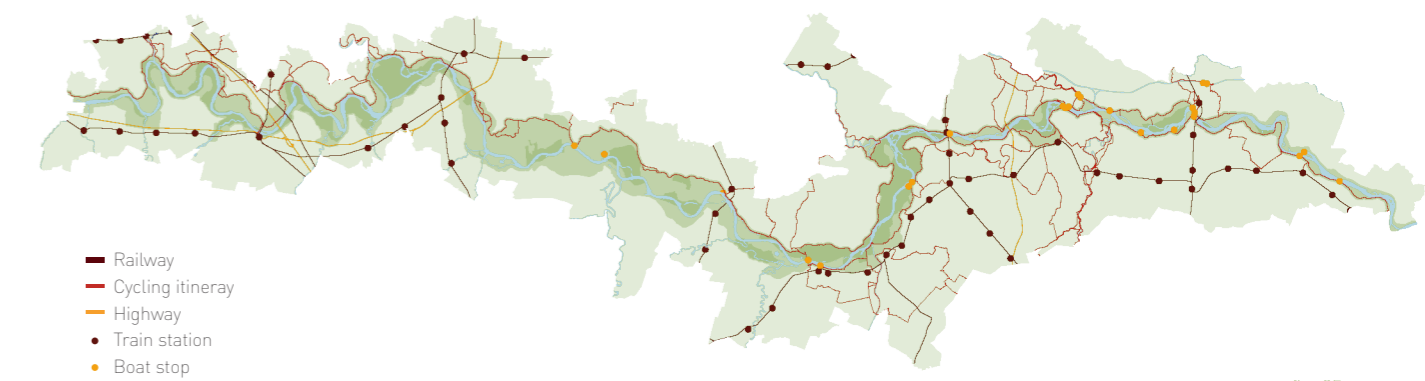 Railway
Cycling itineray
Highway
Train station
Boat stop